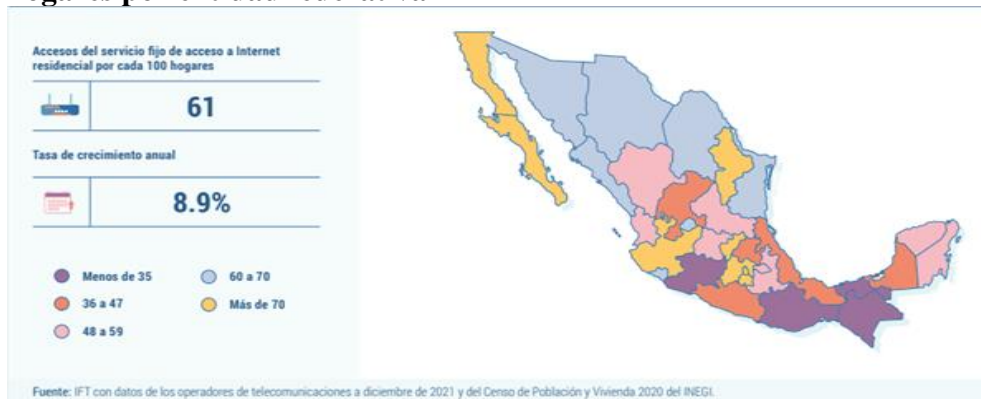 Accesos del servicio fijo de acceso a Internet
residencial por cada 100 hogares
61
Tasa de crecimiento anual
8.9%
Menos de 35
60 a 70
36 a 47
Más de 70
48 a 59
Fuente: IFT con datos de los operadores de telecomunicaciones a diciembre de 2021 y del Censo de Población y Vivienda 2020 del INEGI.